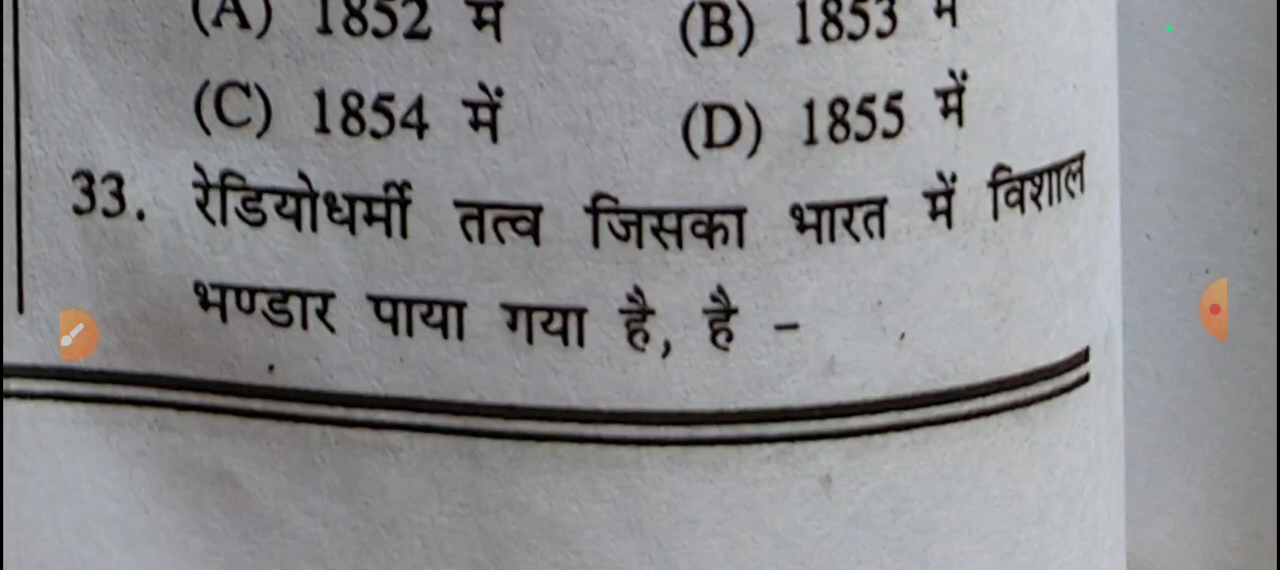 (A) 1852 में (B) 1853 में
(C) 1854 में (D) 1855 में
33. रेडियोधर्मी तत्व जिसका भारत में विशाल
भण्डार पाया गया है, है -